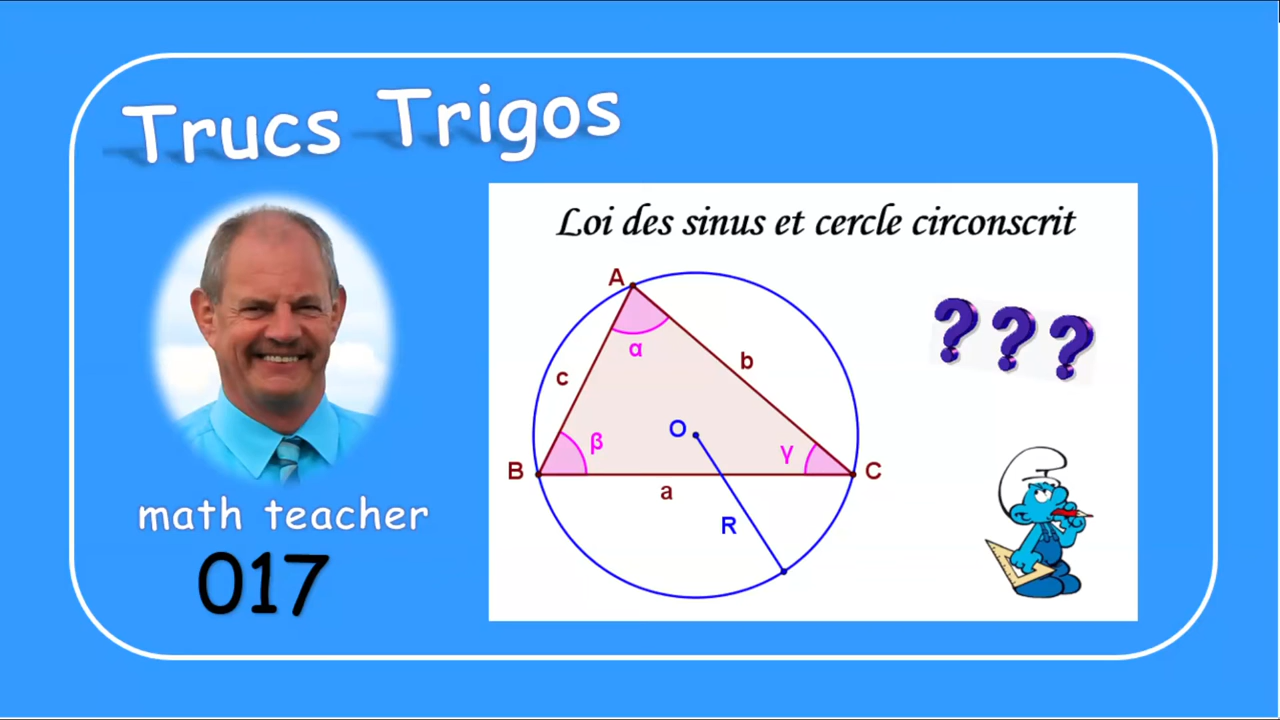 Trucs Trigos
math teacher
017
Loi des sinus et cercle circonscrit
A
α
b
c
O
β
γ
B
C
a
R
???